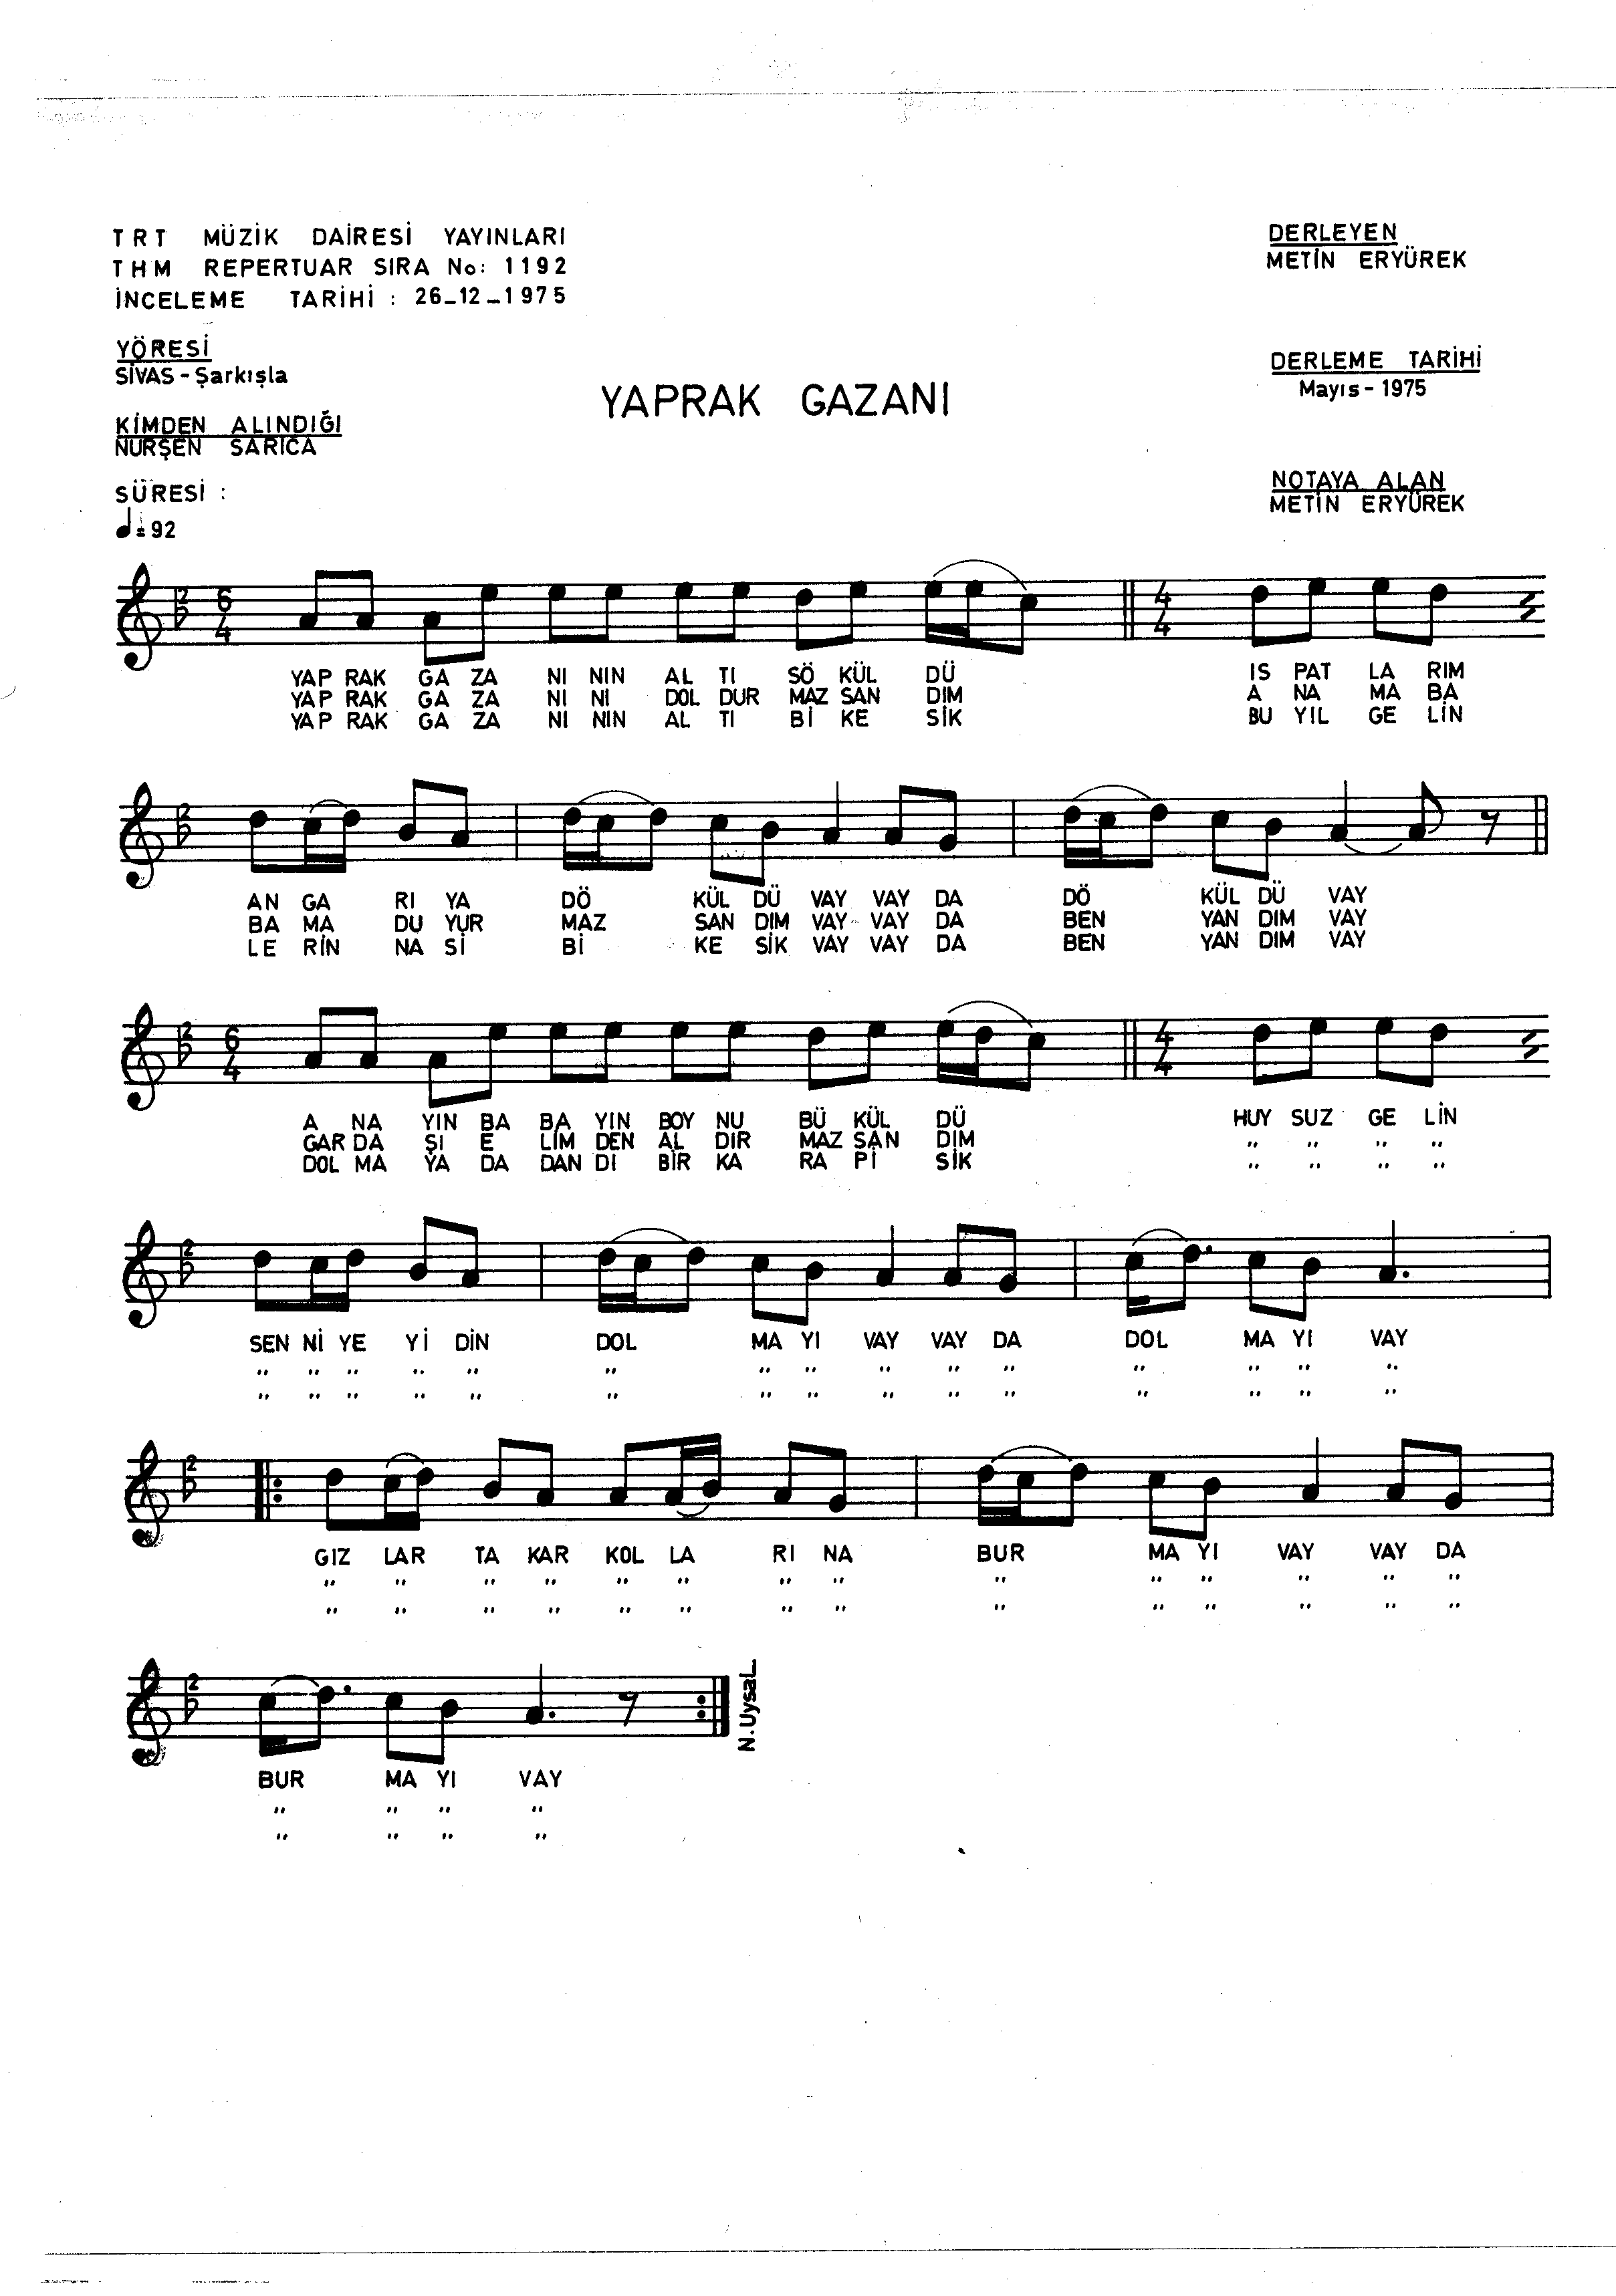 TRT MÜZİK DAİRESİ YAYINLARI
THM REPERTUAR SIRA No: 1192
İNCELEME TARİHİ : 26-12-1975
DERLEYEN
METİN ERYÜREK
YÖRESİ
SİVAS - Şarkışla
DERLEME TARİHİ
Mayıs - 1975
YAPRAK GAZANI
KİMDEN ALINDIĞI
NURŞEN SARICA
NOTAYA ALAN
METİN ERYÜREK
SÜRESİ :
♩=92
2 6 4 4 4
YAP RAK GA ZA NI NIN AL TI SÖ KÜL DÜ IS PAT LA RIM
YAP RAK GA ZA NI NI DOL DUR MAZ SAN DIM A NA MA BA
YAP RAK GA ZA NI NIN AL TI Bİ KE SİK BU YIL GE LİN
2
AN GA RI YA DÖ KÜL DÜ VAY VAY DA DÖ KÜL DÜ VAY
BA MA DU YUR MAZ SAN DIM VAY VAY DA BEN YAN DIM VAY
LE RİN NA Sİ Bİ KE SİK VAY VAY DA BEN YAN DIM VAY
2 6 4 4 4
A NA YIN BA BA YIN BOY NU BÜ KÜL DÜ HUY SUZ GE LİN
GAR DA ŞI E LİM DEN AL DIR MAZ SAN DIM " " " "
DOL MA YA DA DAN DI BİR KA RA Pİ SİK " " " "
2
SEN Nİ YE Yİ DİN DOL MA YI VAY VAY DA DOL MA YI VAY
" " " " " " " " " " " " " " "
" " " " " " " " " " " " " " "
2
GIZ LAR TA KAR KOL LA RI NA BUR MA YI VAY VAY DA
" " " " " " " " " " " " " "
" " " " " " " " " " " " " "
2
N. Uysal
BUR MA YI VAY
" " " "
" " " "